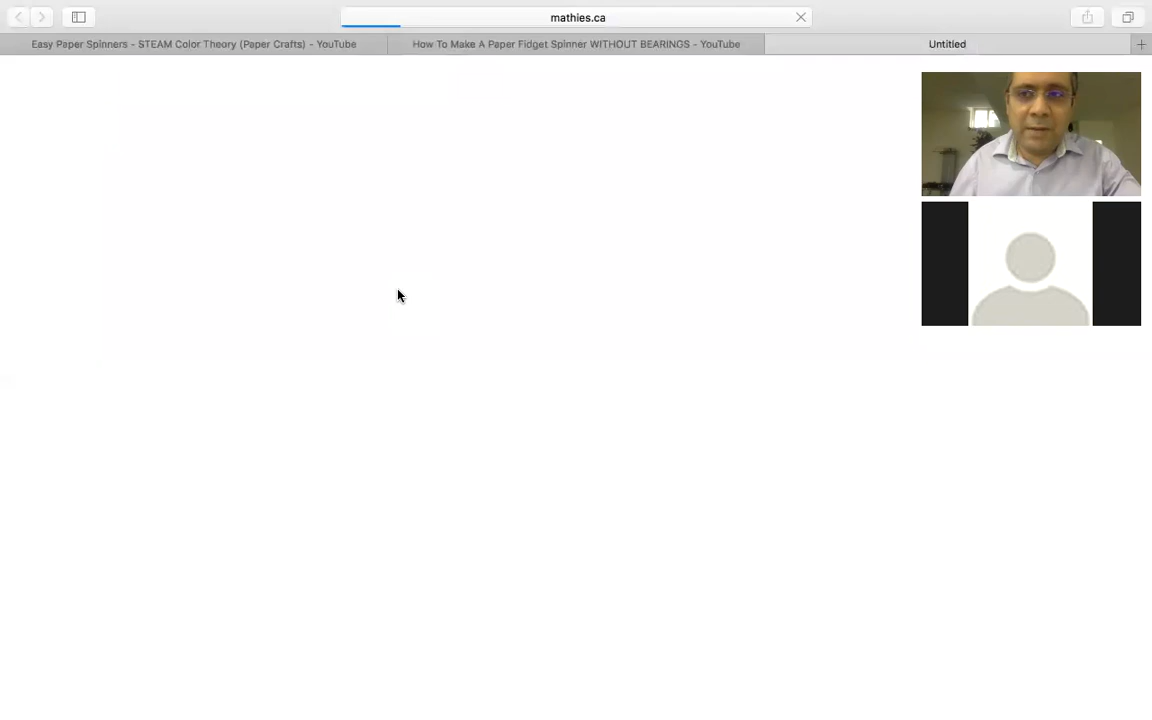 mathies.ca
Easy Paper Spinners - STEAM Color Theory (Paper Crafts) - YouTube
How To Make A Paper Fidget Spinner WITHOUT BEARINGS - YouTube
Untitled